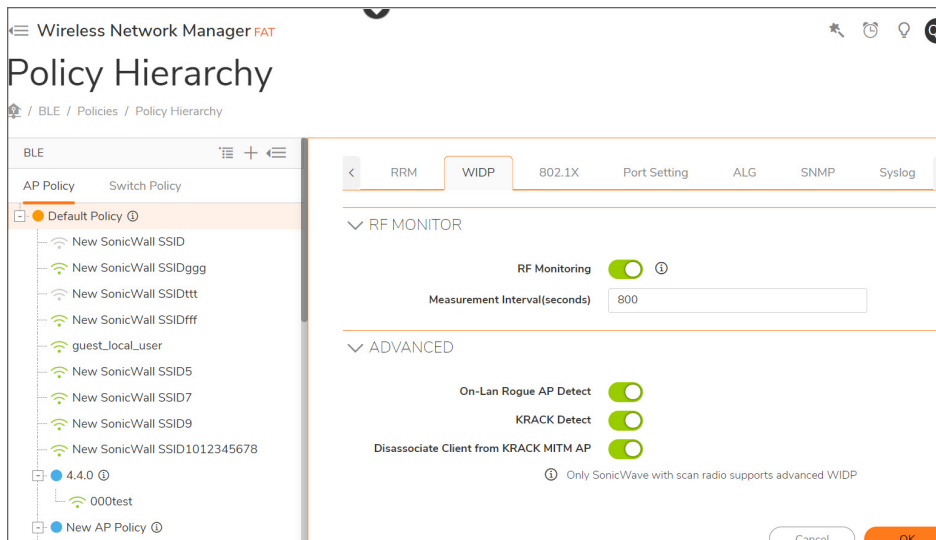 Wireless Network Manager FAT
Policy Hierarchy
/ BLE / Policies / Policy Hierarchy
BLE
AP Policy Switch Policy
Default Policy
New SonicWall SSID
New SonicWall SSIDggg
New SonicWall SSIDttt
New SonicWall SSIDfff
guest_local_user
New SonicWall SSID5
New SonicWall SSID7
New SonicWall SSID9
New SonicWall SSID1012345678
4.4.0
000test
New AP Policy
RRM WIDP 802.1X Port Setting ALG SNMP Syslog
RF MONITOR
RF Monitoring
Measurement Interval(seconds) 800
ADVANCED
On-Lan Rogue AP Detect
KRACK Detect
Disassociate Client from KRACK MITM AP
Only SonicWave with scan radio supports advanced WIDP
Cancel OK